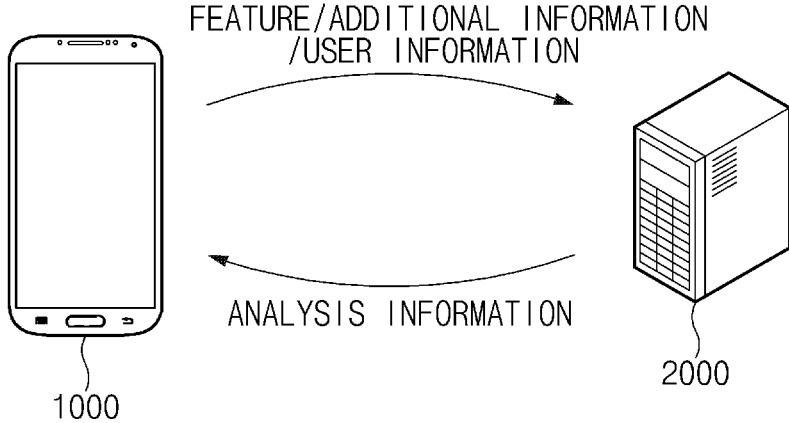 FEATURE/ADDITIONAL INFORMATION
/USER INFORMATION
ANALYSIS INFORMATION
2000
1000